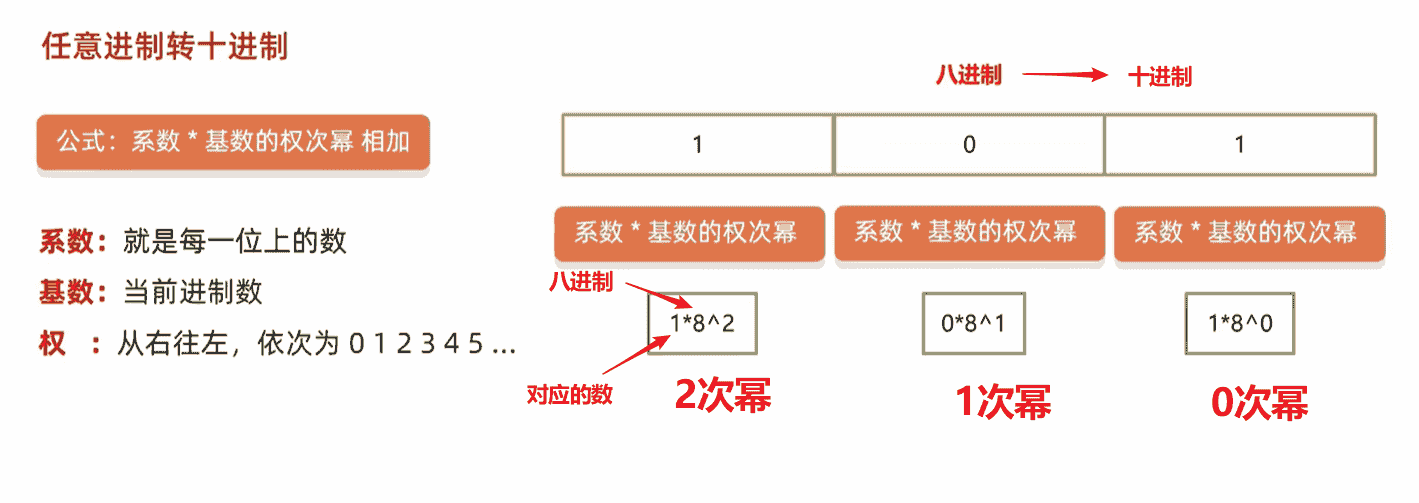 任意进制转十进制
公式：系数 * 基数的权次幂 相加
系数：就是每一位上的数
基数：当前进制数
权 ：从右往左，依次为 0 1 2 3 4 5 ...
八进制 十进制
1 0 1
系数 * 基数的权次幂 系数 * 基数的权次幂 系数 * 基数的权次幂
八进制
1*8^2 0*8^1 1*8^0
对应的数
2次幂 1次幂 0次幂